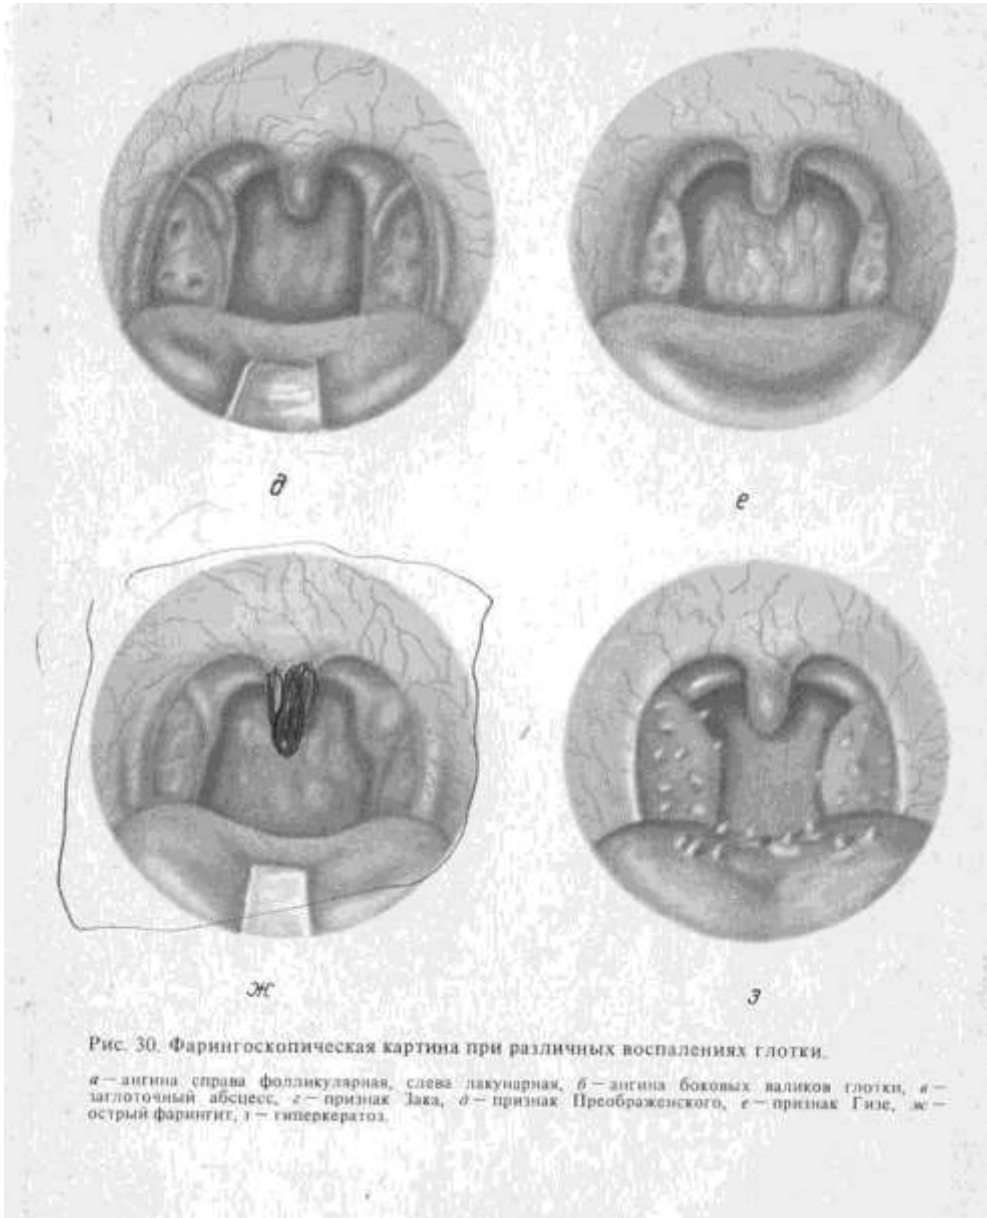 д
е
ж
з
Рис. 30. Фарингоскопическая картина при различных воспалениях глотки.
а — ангина справа фолликулярная, слева лакунарная, б — ангина боковых валиков глотки, в —
заглоточный абсцесс, г — признак Зака, д — признак Преображенского, е — признак Гизе, ж —
острый фарингит, з — гиперкератоз.